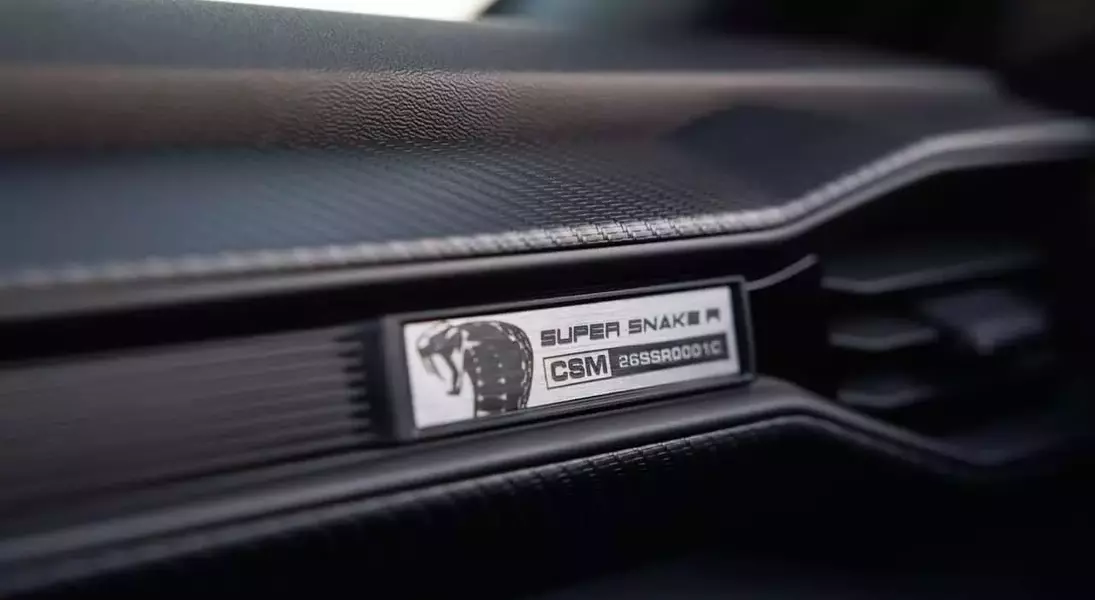 SUPER SNAKE R
CSM 26SSR0001C